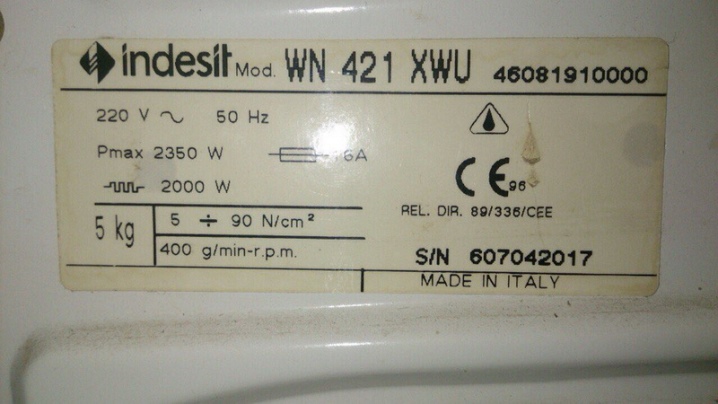 indesit Mod. WN 421 XWU 46081910000
220 V ~ 50 Hz
Pmax 2350 W 16A
2000 W
CE 96
REL. DIR. 89/336/CEE
5 kg
5 ÷ 90 N/cm²
400 g/min-r.p.m.
S/N 607042017
MADE IN ITALY